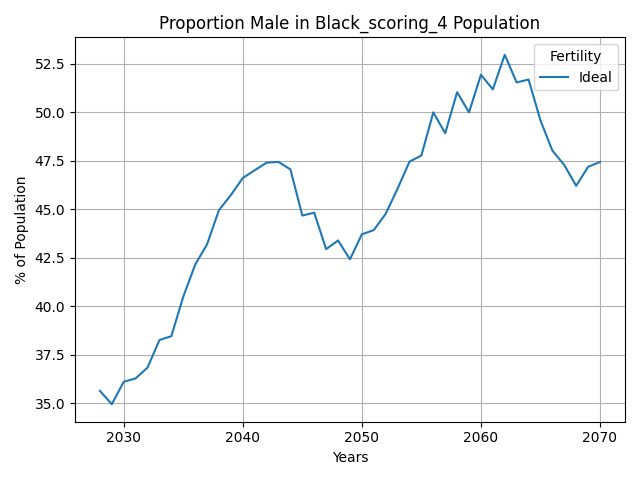 Proportion Male in Black_scoring_4 Population
Fertility
Ideal
52.5
50.0
47.5
45.0
42.5
40.0
37.5
35.0
% of Population
2030 2040 2050 2060 2070
Years